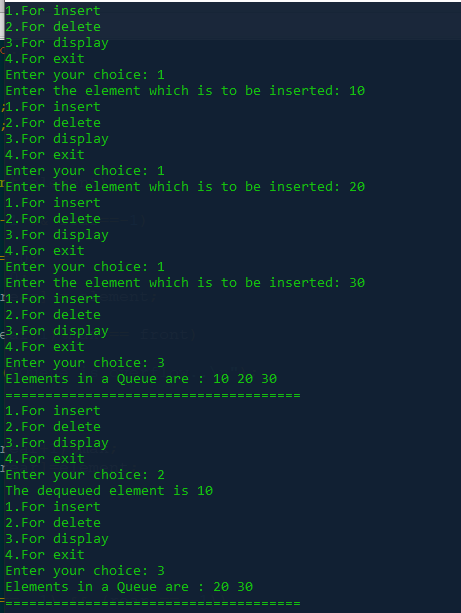 1.For insert
2.For delete
3.For display
4.For exit
Enter your choice: 1
Enter the element which is to be inserted: 10
1.For insert
2.For delete
3.For display
4.For exit
Enter your choice: 1
Enter the element which is to be inserted: 20
1.For insert
2.For delete
3.For display
4.For exit
Enter your choice: 1
Enter the element which is to be inserted: 30
1.For insert
2.For delete
3.For display
4.For exit
Enter your choice: 3
Elements in a Queue are : 10 20 30
=====================================
1.For insert
2.For delete
3.For display
4.For exit
Enter your choice: 2
The dequeued element is 10
1.For insert
2.For delete
3.For display
4.For exit
Enter your choice: 3
Elements in a Queue are : 20 30
=====================================